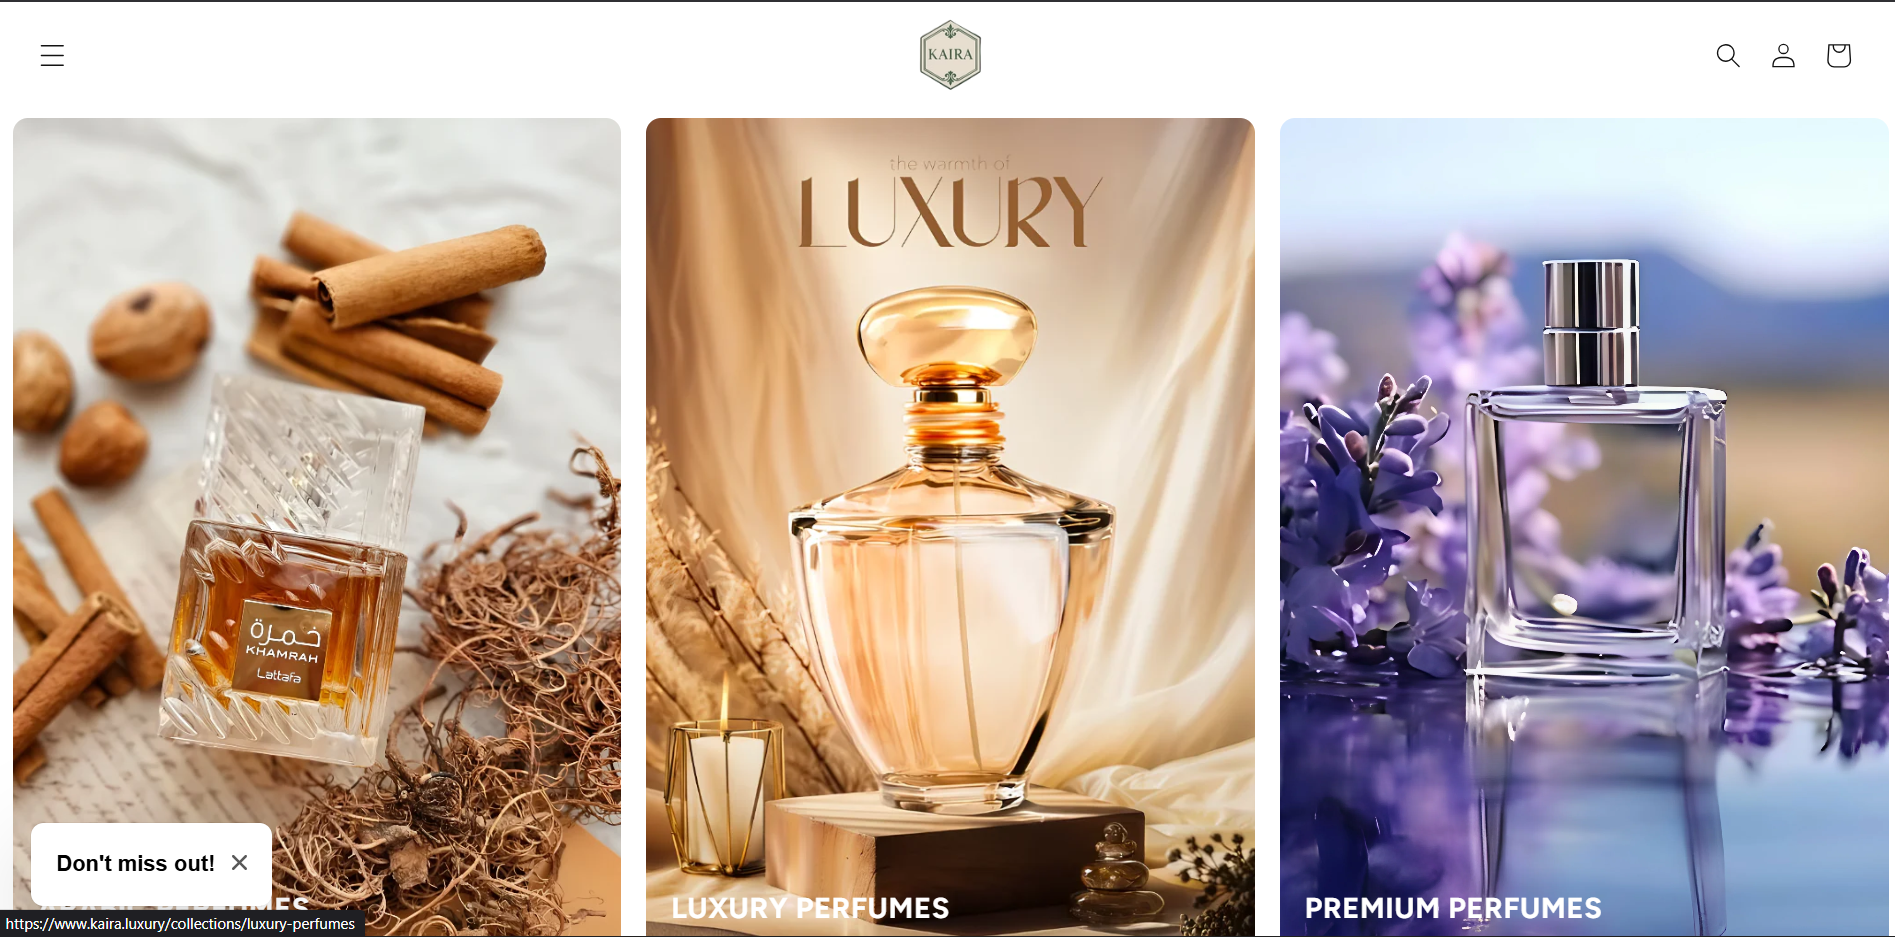 KAIRA
the warmth of
LUXURY
خمرة
KHAMRAH
Lattafa
Don't miss out!
PERFUMES
LUXURY PERFUMES
PREMIUM PERFUMES
https://www.kaira.luxury/collections/luxury-perfumes